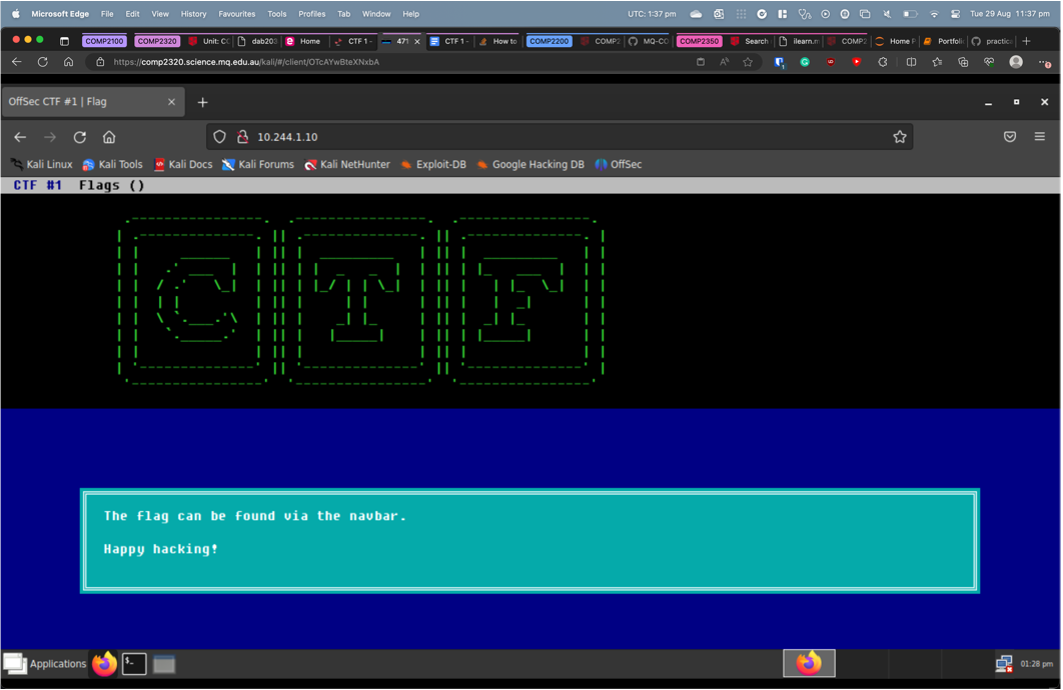 Microsoft Edge File Edit View History Favourites Tools Profiles Tab Window Help UTC: 1:37 pm Tue 29 Aug 11:37 pm
COMP2100 COMP2320 Unit: CO dab20 Home CTF 1 – 471 CTF 1 – How to COMP2200 COMP2 MQ-CO COMP2350 Search ilearn.m COMP2 Home P Portfoli practic
https://comp2320.science.mq.edu.au/kali/#/client/OTcAYwBteXNxbA
OffSec CTF #1 | Flag
10.244.1.10
Kali Linux Kali Tools Kali Docs Kali Forums Kali NetHunter Exploit-DB Google Hacking DB OffSec
CTF #1 Flags ()
CTF
The flag can be found via the navbar.
Happy hacking!
Applications 01:28 pm